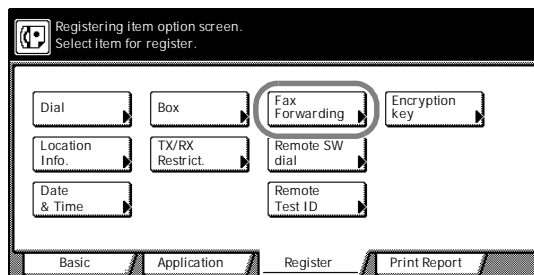 Registering item option screen.
Select item for register.
Dial
Box
Fax
Forwarding
Encryption
key
Location
Info.
TX/RX
Restrict.
Remote SW
dial
Date
& Time
Remote
Test ID
Basic
Application
Register
Print Report